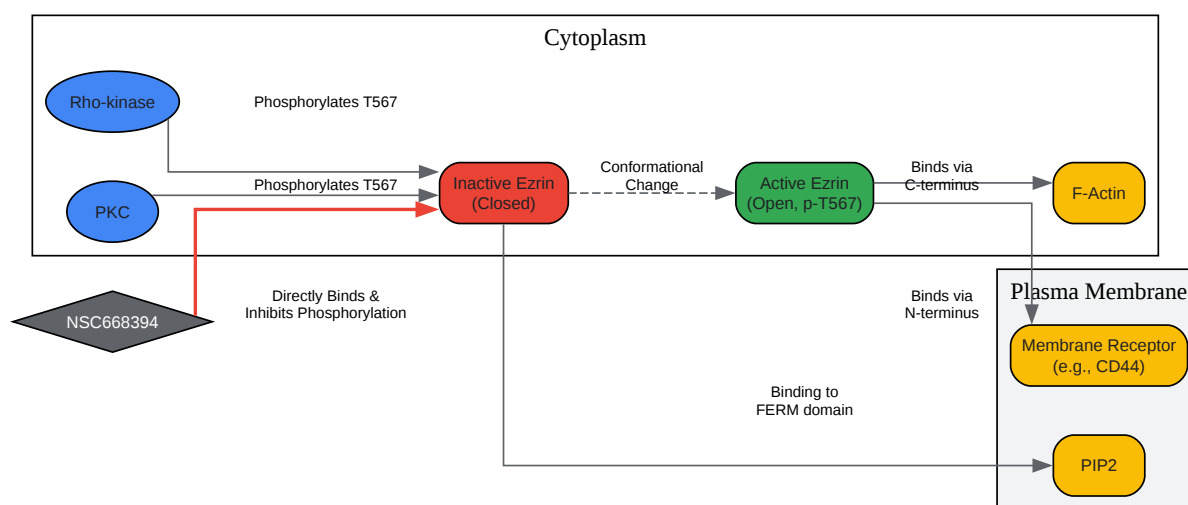 Cytoplasm
Rho-kinase
Phosphorylates T567
PKC
Phosphorylates T567
Inactive Ezrin
(Closed)
Conformational
Change
Active Ezrin
(Open, p-T567)
Binds via
C-terminus
F-Actin
NSC668394
Directly Binds &
Inhibits Phosphorylation
Binds via
N-terminus
Plasma Membrane
Membrane Receptor
(e.g., CD44)
Binding to
FERM domain
PIP2